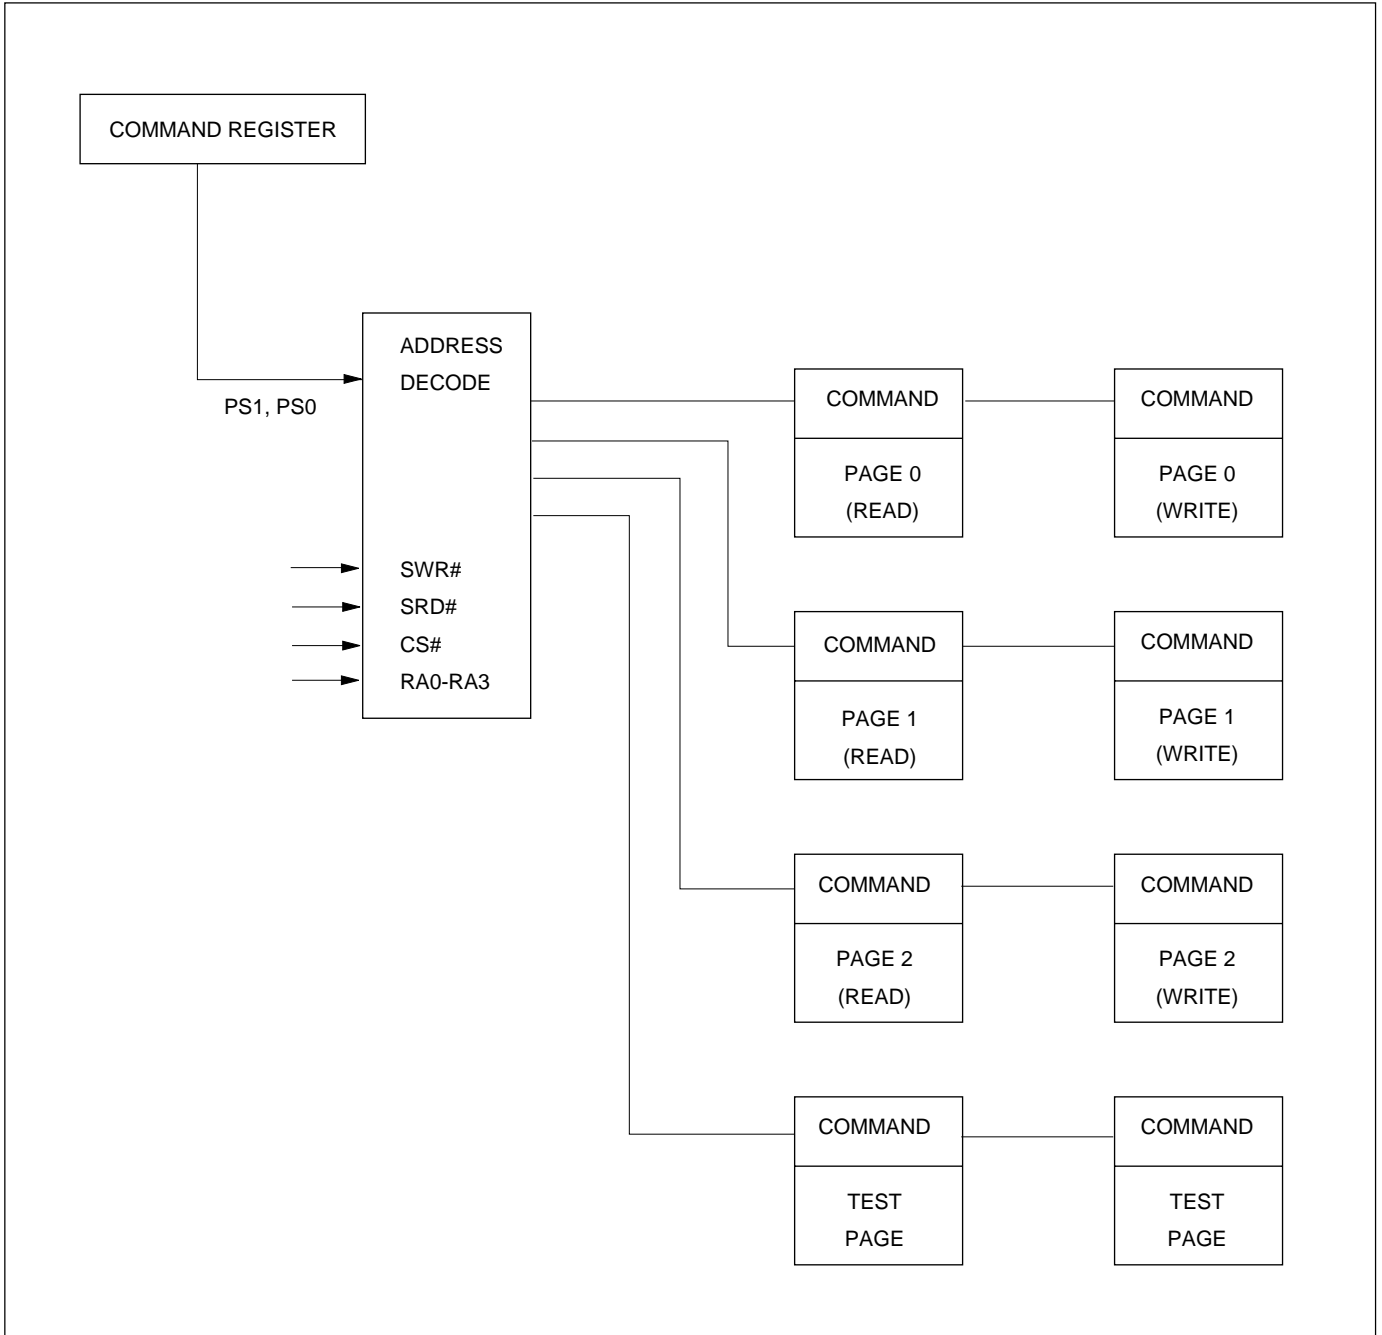 COMMAND REGISTER
ADDRESS
DECODE
PS1, PS0
SWR#
SRD#
CS#
RA0-RA3
COMMAND
PAGE 0
(READ)
COMMAND
PAGE 0
(WRITE)
COMMAND
PAGE 1
(READ)
COMMAND
PAGE 1
(WRITE)
COMMAND
PAGE 2
(READ)
COMMAND
PAGE 2
(WRITE)
COMMAND
TEST
PAGE
COMMAND
TEST
PAGE